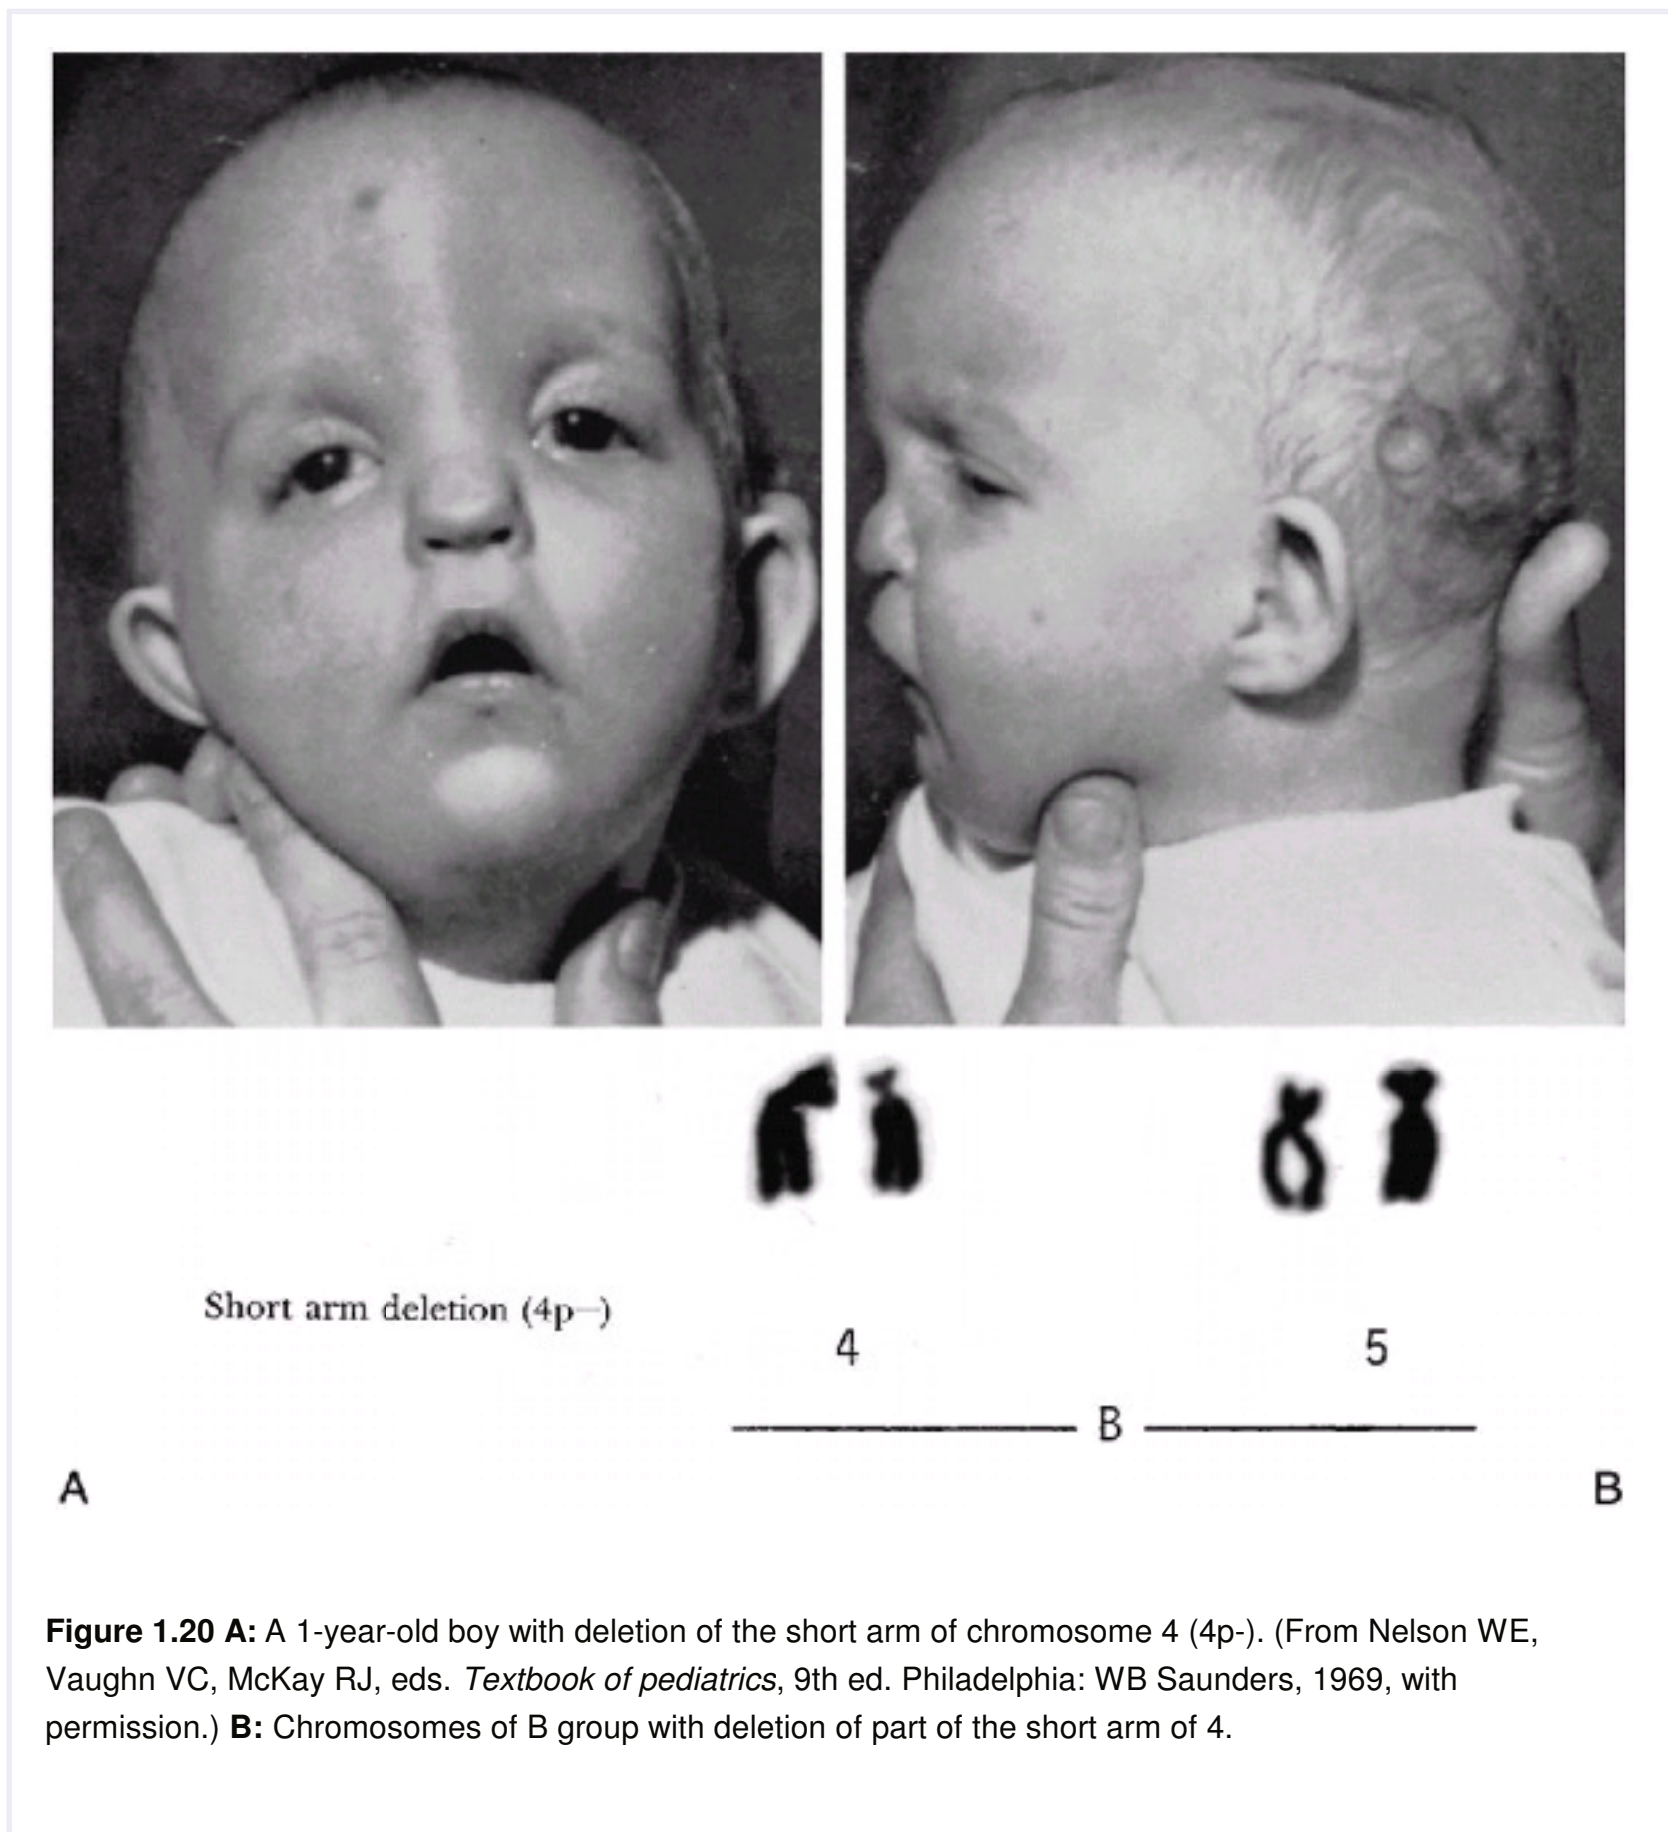 Short arm deletion (4p—)
4
5
B
A
B
Figure 1.20 A: A 1-year-old boy with deletion of the short arm of chromosome 4 (4p-). (From Nelson WE,
Vaughn VC, McKay RJ, eds. Textbook of pediatrics, 9th ed. Philadelphia: WB Saunders, 1969, with
permission.) B: Chromosomes of B group with deletion of part of the short arm of 4.